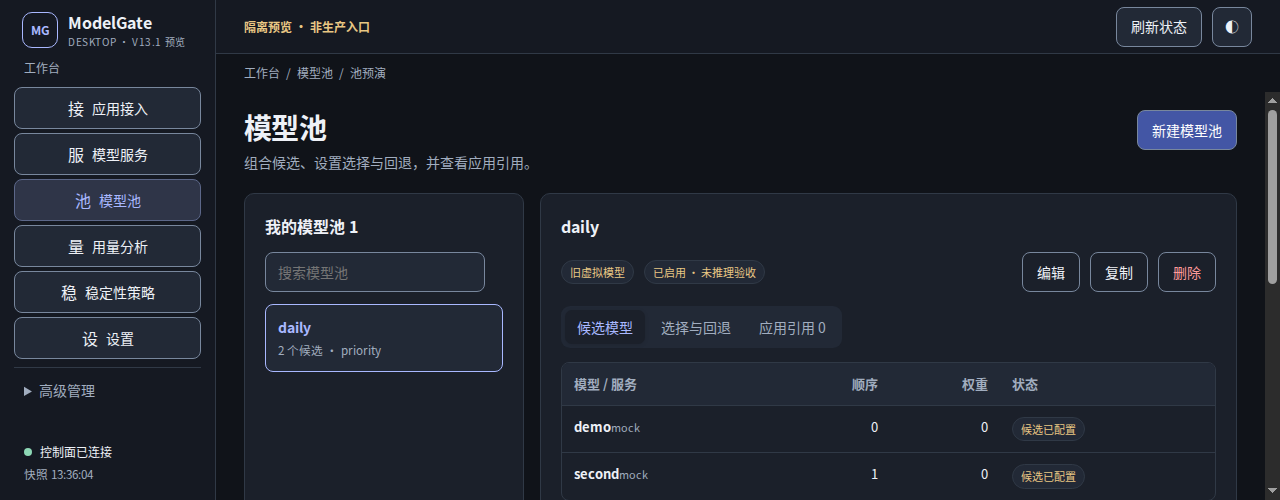 MG
ModelGate
DESKTOP · V13.1 预览
工作台
接 应用接入
服 模型服务
池 模型池
量 用量分析
稳 稳定性策略
设 设置
▶ 高级管理
控制面已连接
快照 13:36:04
隔离预览 · 非生产入口
刷新状态
工作台 / 模型池 / 池预演
模型池
组合候选、设置选择与回退，并查看应用引用。
新建模型池
我的模型池 1
搜索模型池
daily
2 个候选 · priority
daily
旧虚拟模型
已启用 · 未推理验收
编辑
复制
删除
候选模型
选择与回退
应用引用 0
模型 / 服务 顺序 权重 状态
demomock 0 0 候选已配置
secondmock 1 0 候选已配置